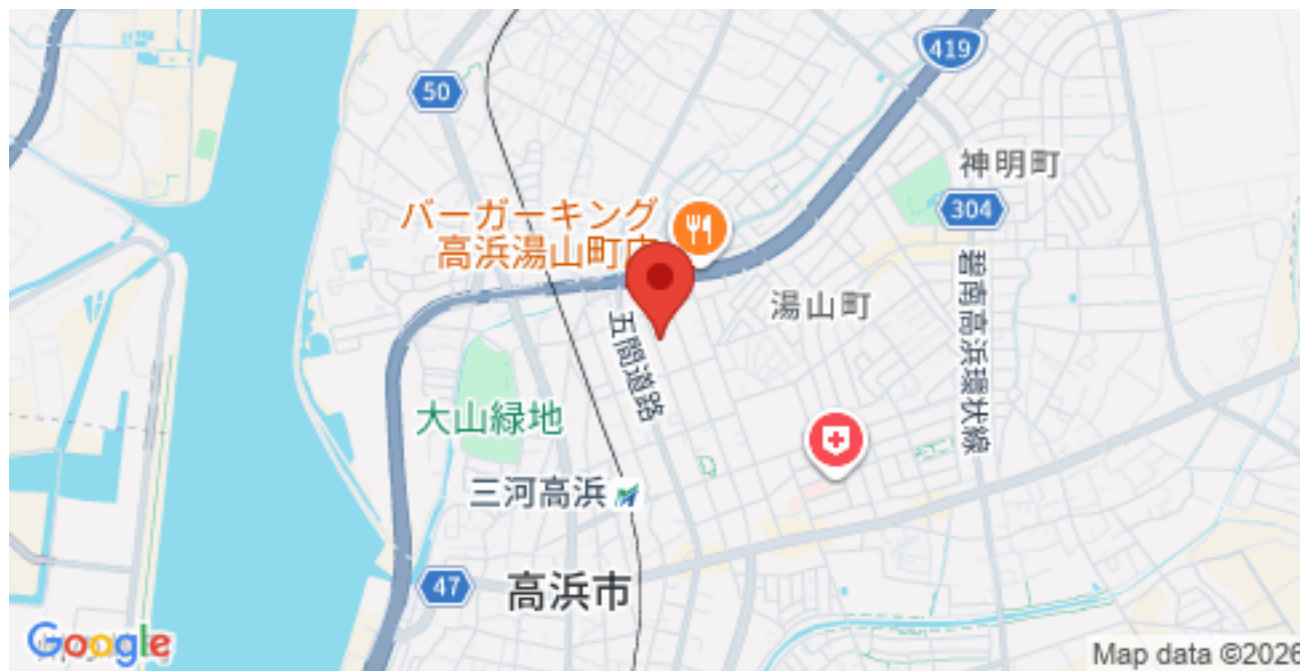 419
50
神明町
304
バーガーキング
高浜湯山町店
湯山町
碧南高浜環状線
五間道路
大山緑地
三河高浜
47
高浜市
Google
Map data ©2026